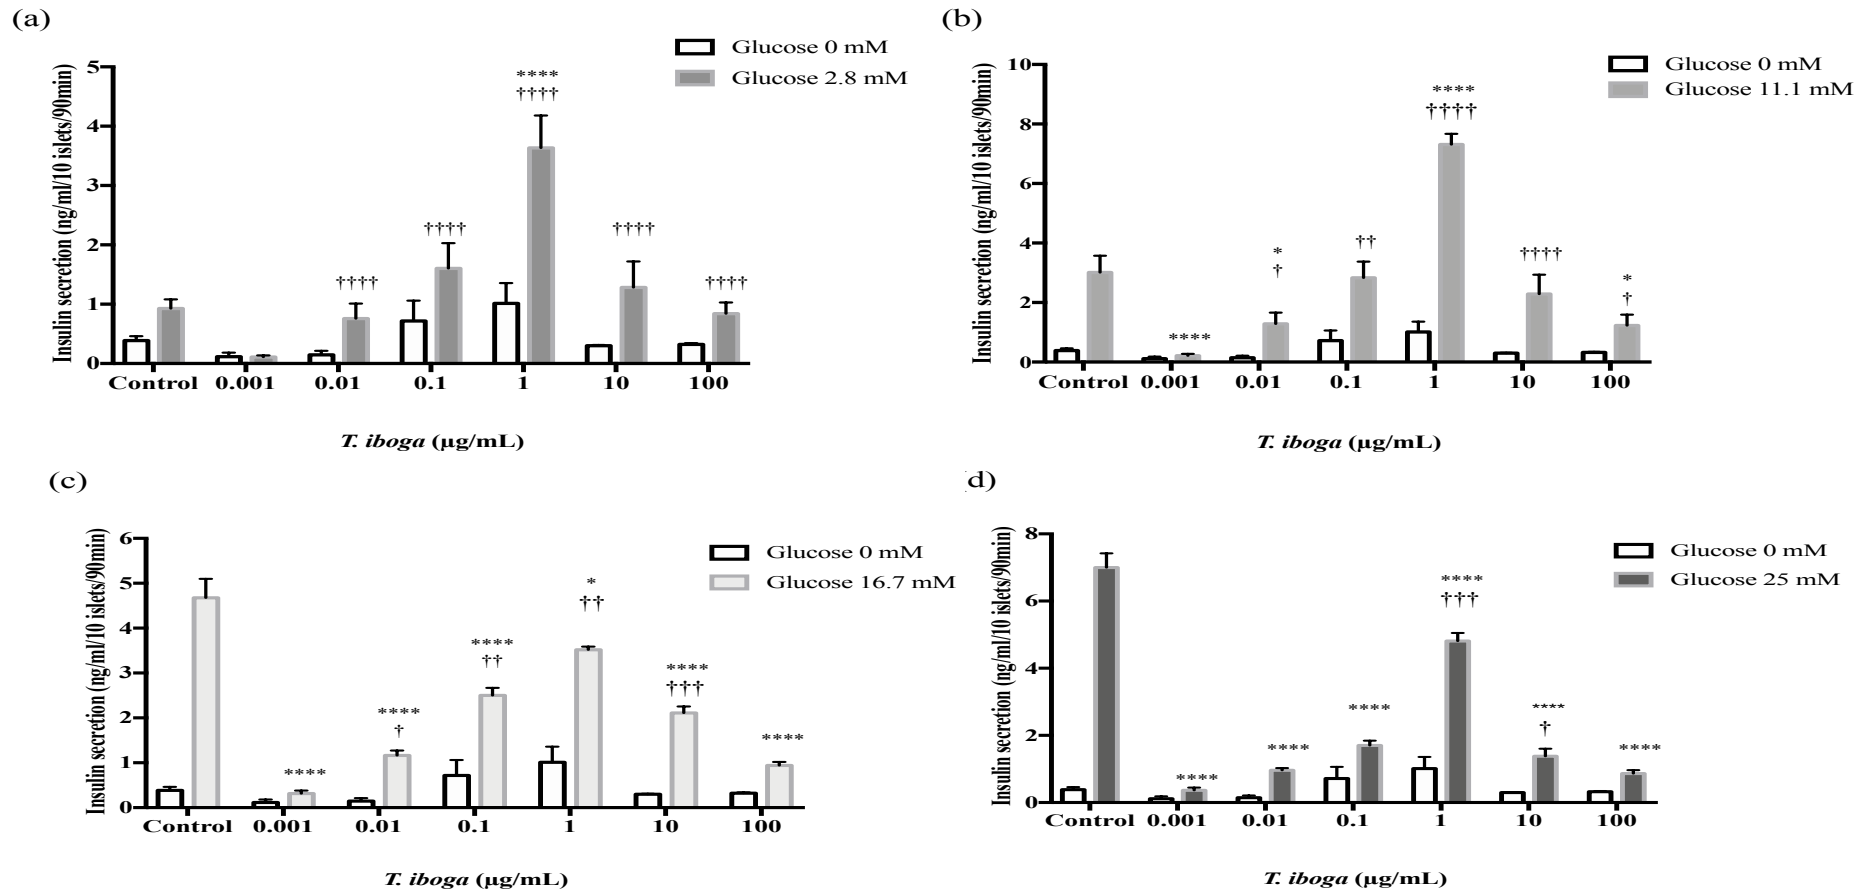 (a)
Glucose 0 mM
Glucose 2.8 mM
Insulin secretion (ng/ml/10 islets/90min)
5
4
3
2
1
0
††††
††††
****
††††
††††
††††
Control 0.001 0.01 0.1 1 10 100
T. iboga (µg/mL)
(b)
Glucose 0 mM
Glucose 11.1 mM
Insulin secretion (ng/ml/10 islets/90min)
10
8
6
4
2
0
****
*
†
††
****
††††
††††
*
†
Control 0.001 0.01 0.1 1 10 100
T. iboga (µg/mL)
(c)
Glucose 0 mM
Glucose 16.7 mM
Insulin secretion (ng/ml/10 islets/90min)
6
5
4
3
2
1
0
****
****
†
****
††
*
††
****
†††
****
Control 0.001 0.01 0.1 1 10 100
T. iboga (µg/mL)
d)
Glucose 0 mM
Glucose 25 mM
Insulin secretion (ng/ml/10 islets/90min)
8
6
4
2
0
****
****
****
****
†††
****
†
****
Control 0.001 0.01 0.1 1 10 100
T. iboga (µg/mL)